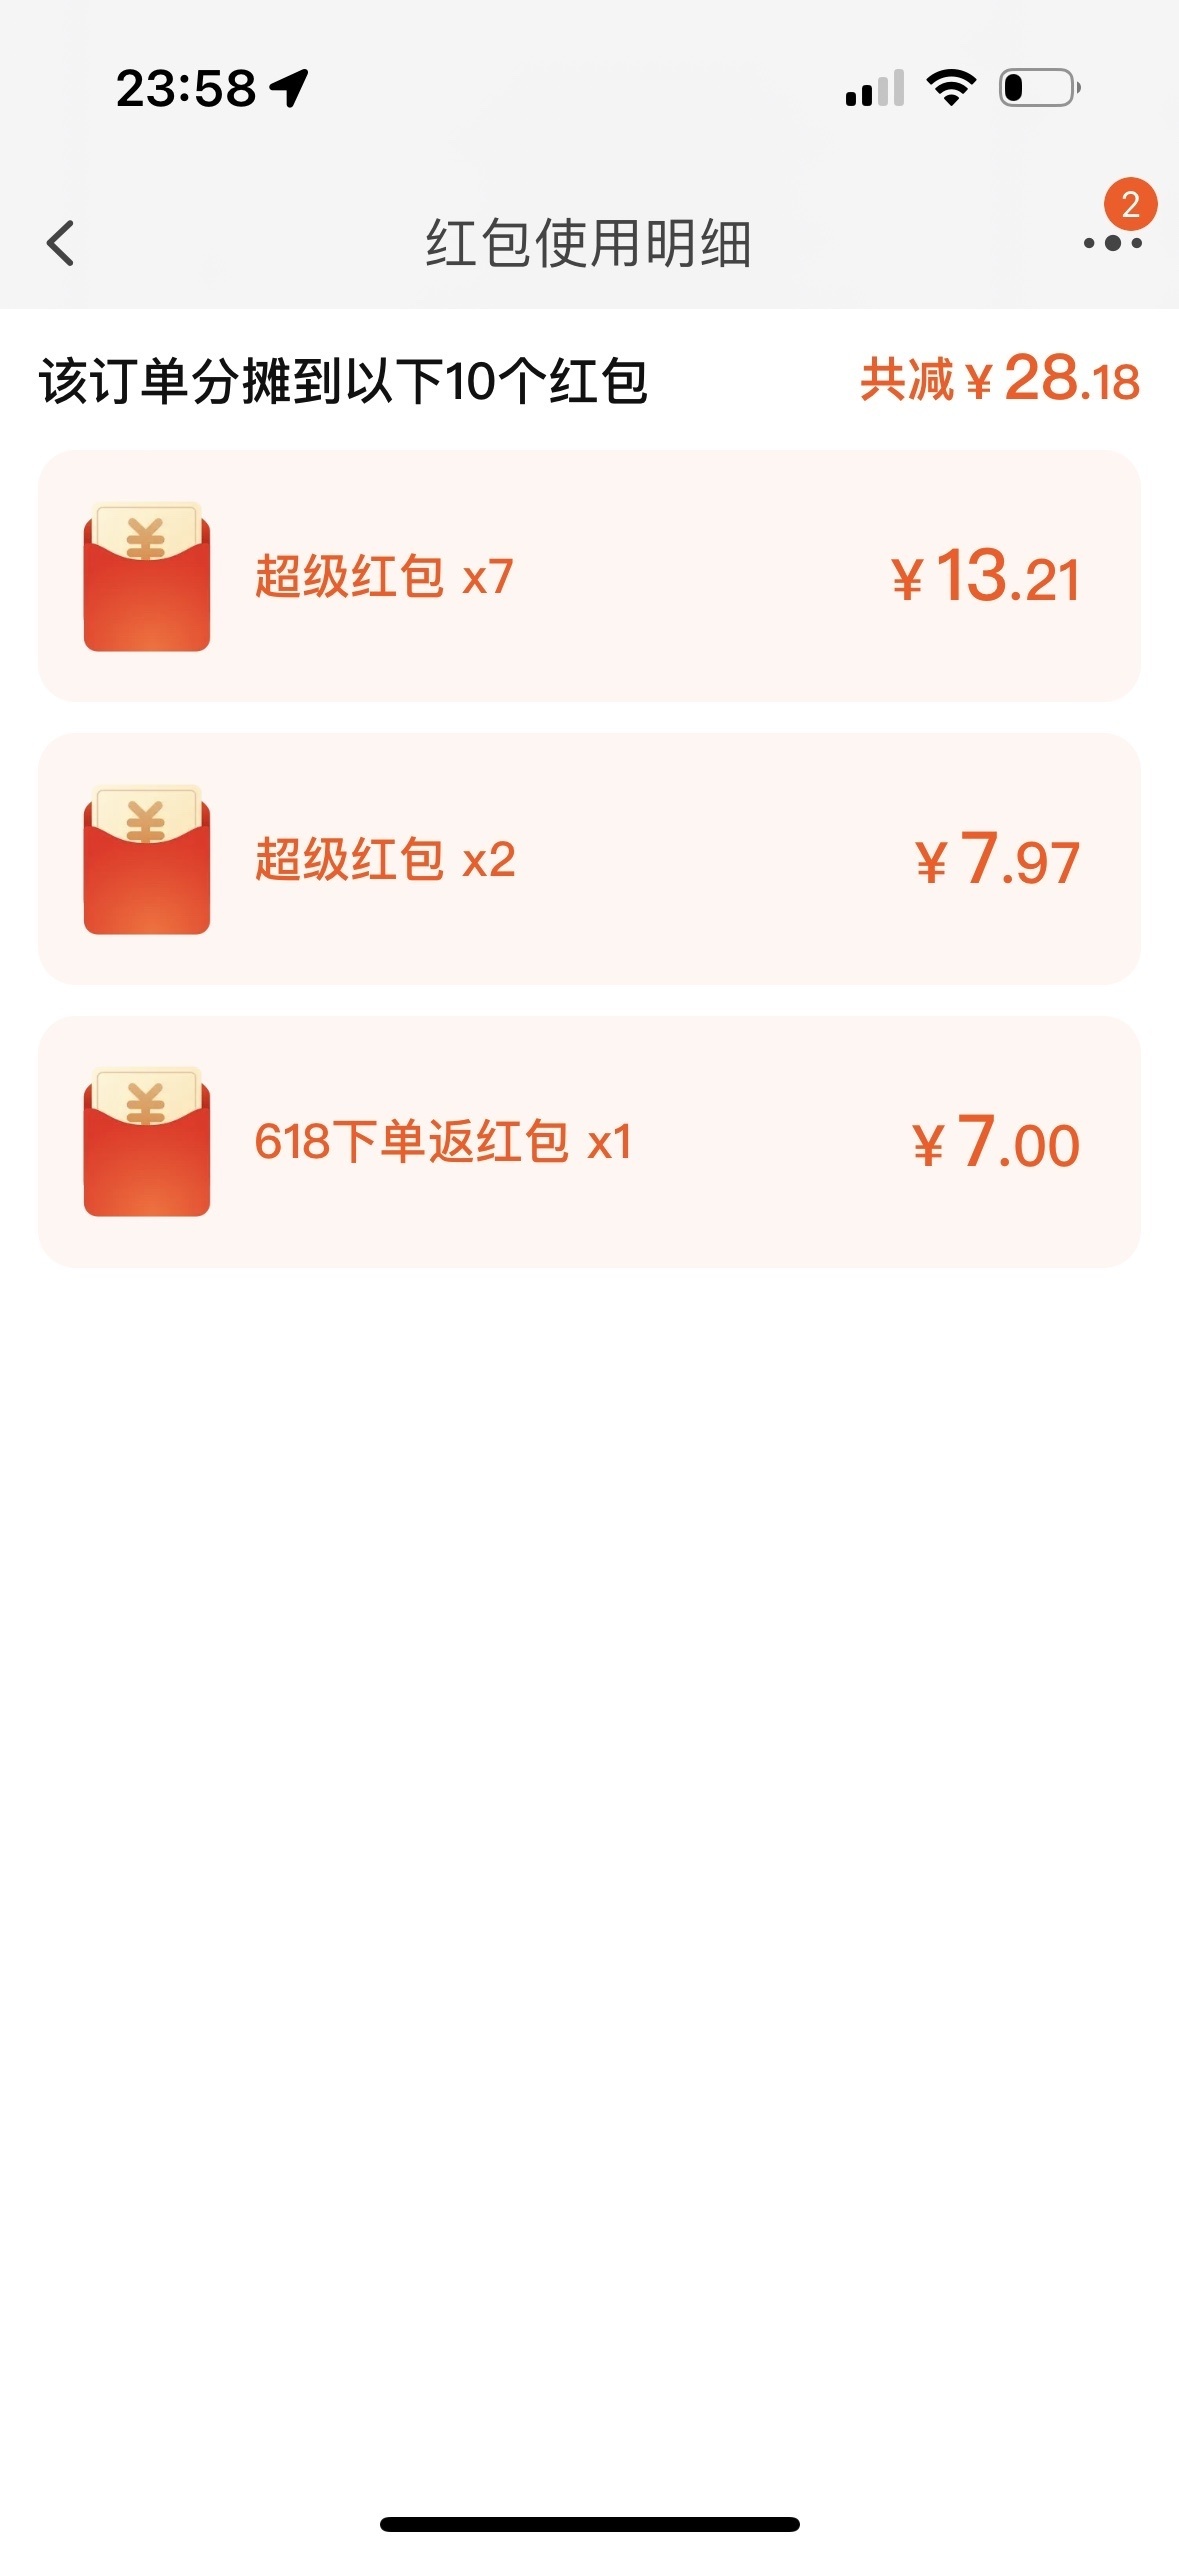 23:58
2
红包使用明细
该订单分摊到以下10个红包 共减¥28.18
超级红包 x7 ¥13.21
超级红包 x2 ¥7.97
618下单返红包 x1 ¥7.00